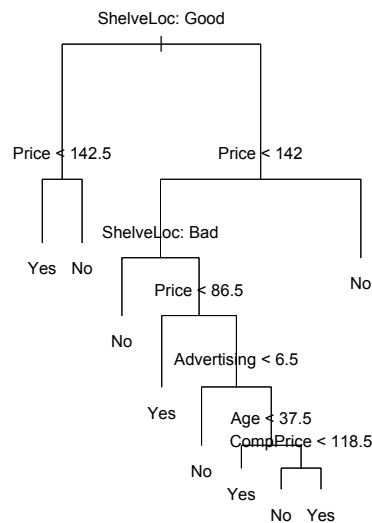 ShelveLoc: Good
Price < 142.5
Price < 142
Yes
No
ShelveLoc: Bad
No
No
Price < 86.5
Yes
Advertising < 6.5
No
Age < 37.5
Yes
CompPrice < 118.5
No
Yes